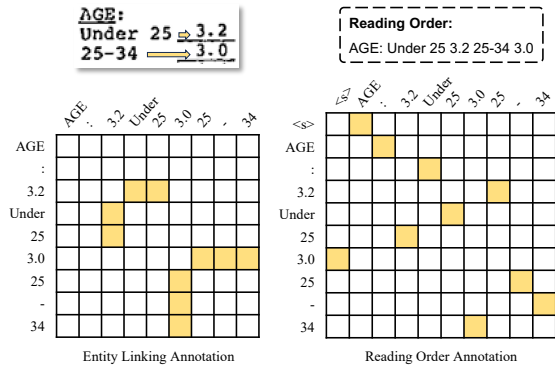 AGE:
Under 25 ⇨ 3.2
25-34 ⇨ 3.0
Reading Order:
AGE: Under 25 3.2 25-34 3.0
AGE : 3.2 Under 25 3.0 25 - 34
AGE
:
3.2
Under
25
3.0
25
-
34
Entity Linking Annotation
<s> AGE : 3.2 Under 25 3.0 25 - 34
<s>
AGE
:
3.2
Under
25
3.0
25
-
34
Reading Order Annotation